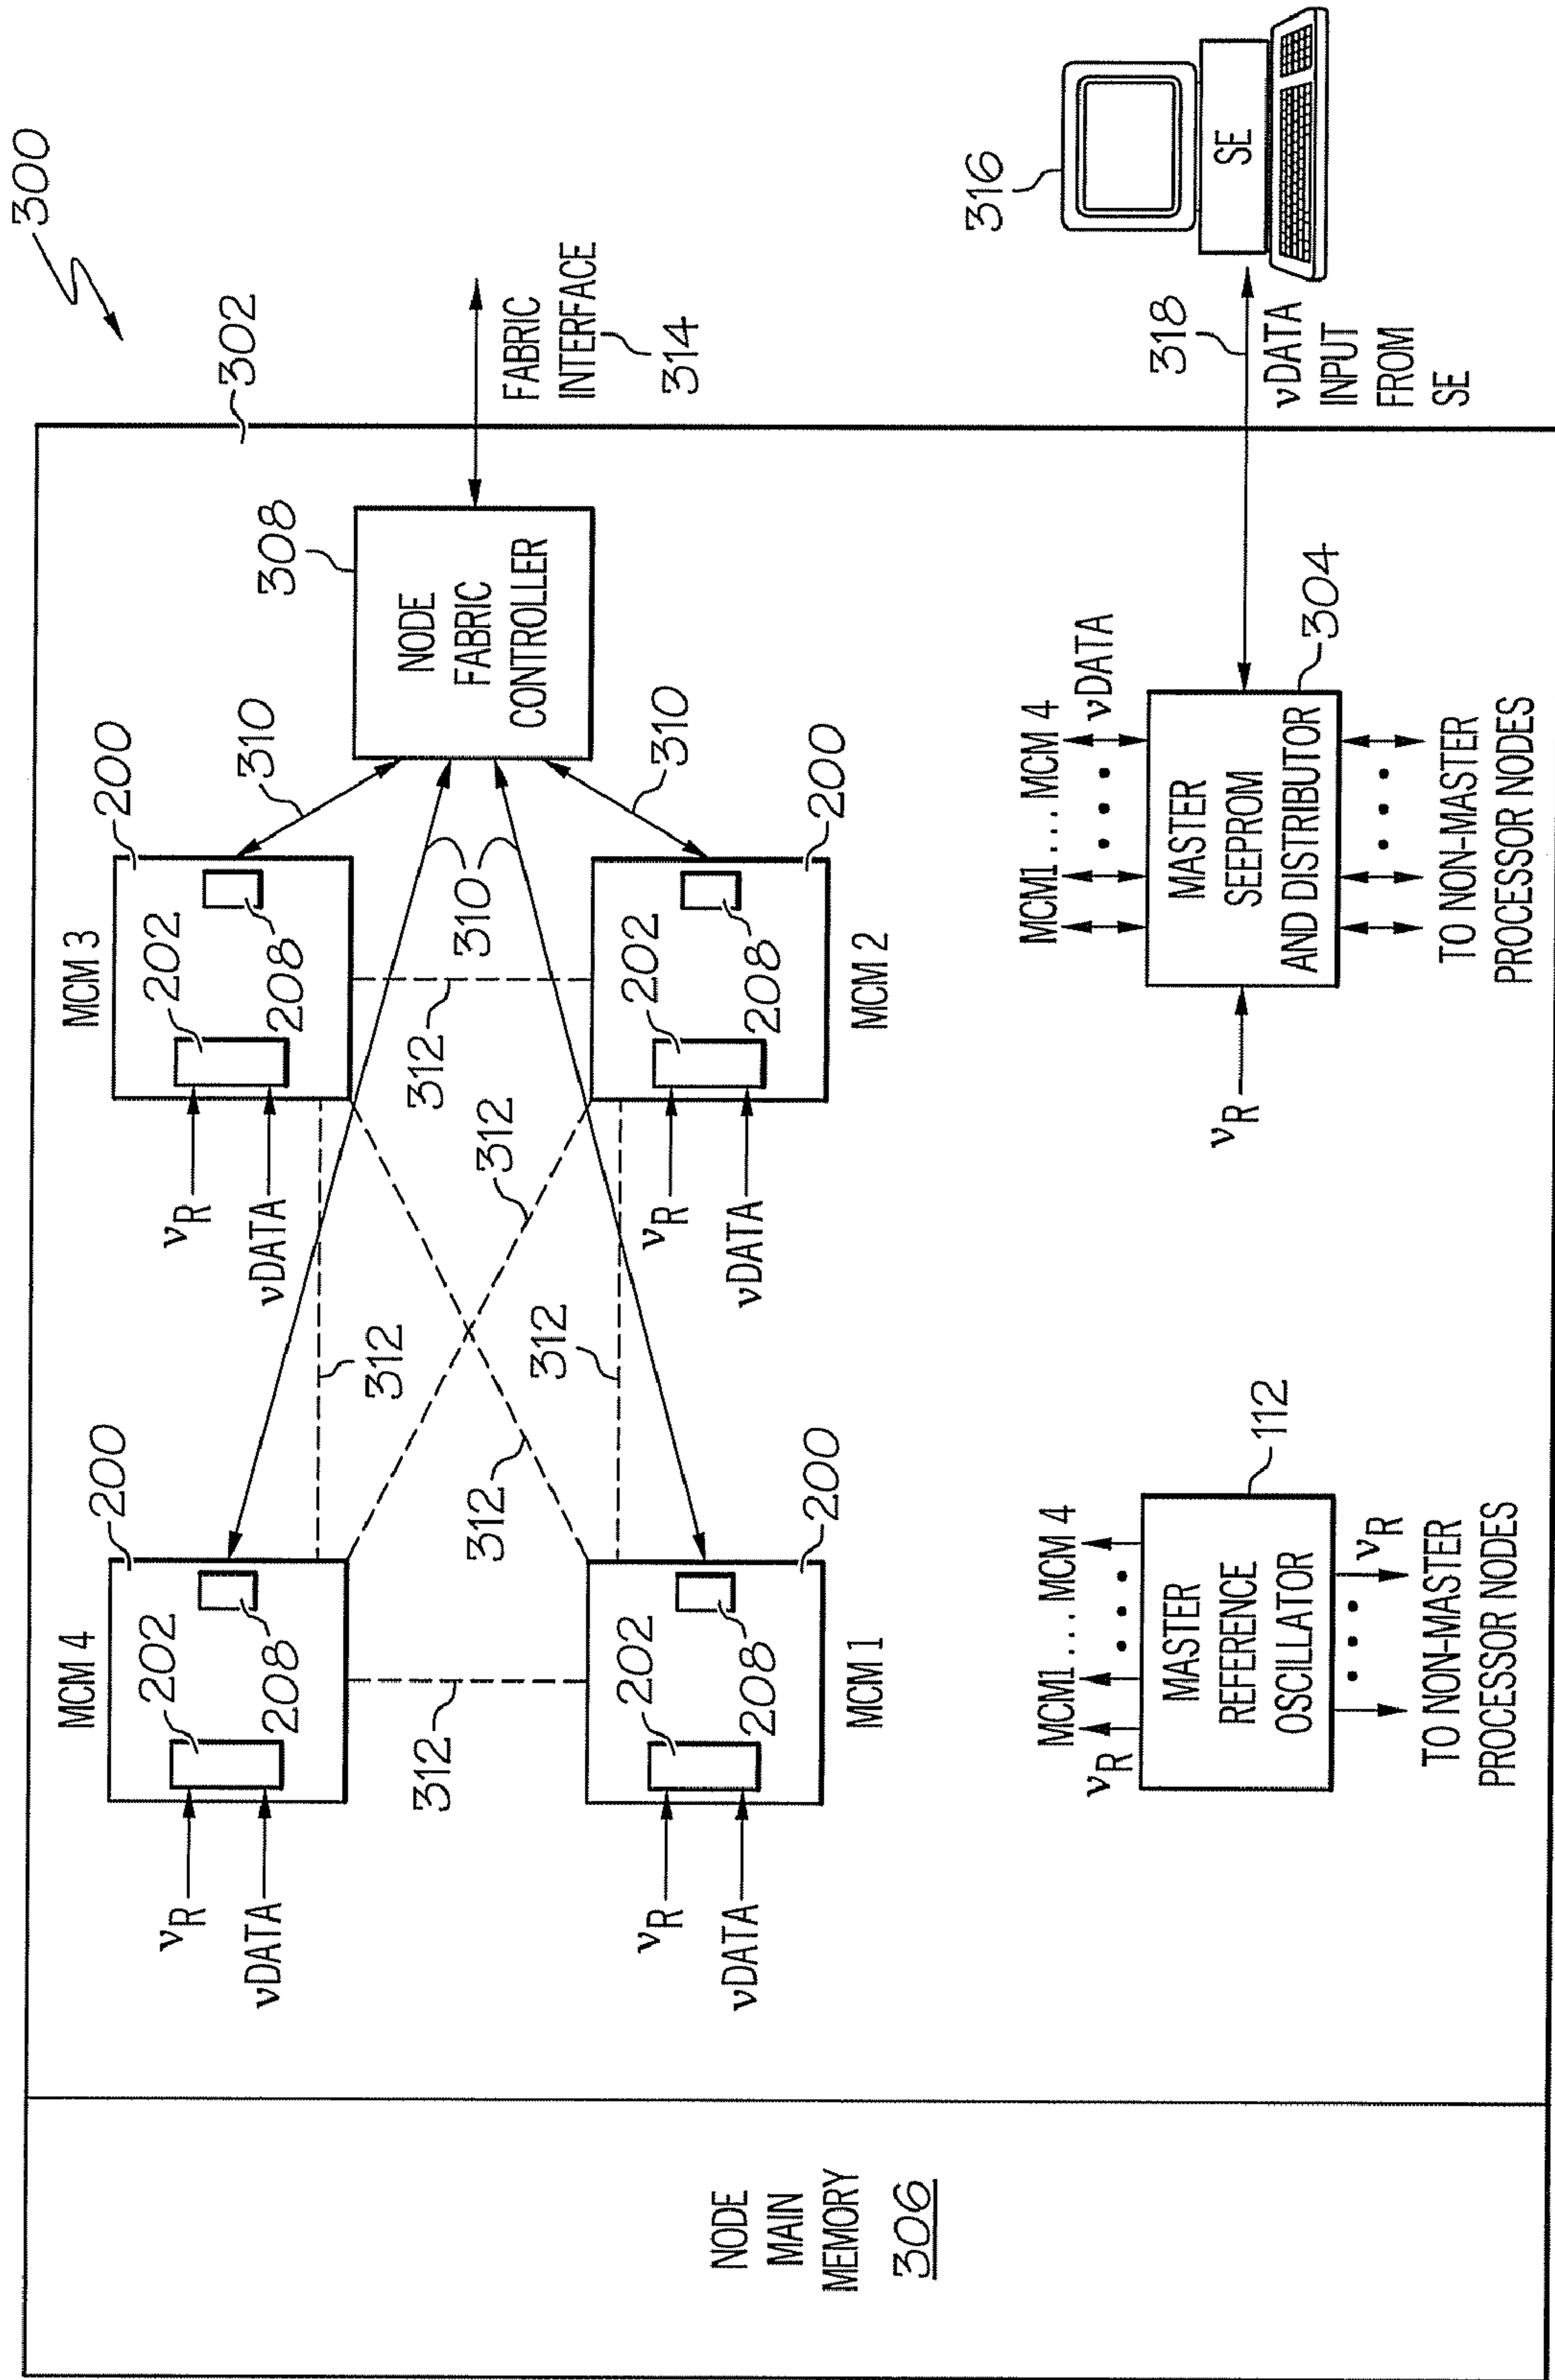 300
302
MCM 4
200
202
208
νR
νDATA
MCM 3
200
202
208
νR
νDATA
310
308
NODE
FABRIC
CONTROLLER
FABRIC
INTERFACE
314
312
312
312
312
312
312
310
310
νR
νDATA
202
208
200
MCM 1
νR
νDATA
202
208
200
MCM 2
NODE
MAIN
MEMORY
306
νR
MCM1 ... MCM 4
112
MASTER
REFERENCE
OSCILLATOR
νR
TO NON-MASTER
PROCESSOR NODES
MCM1 ... MCM 4
νDATA
νR
MASTER
SEEPROM
AND DISTRIBUTOR
304
TO NON-MASTER
PROCESSOR NODES
316
SE
318
νDATA
INPUT
FROM
SE